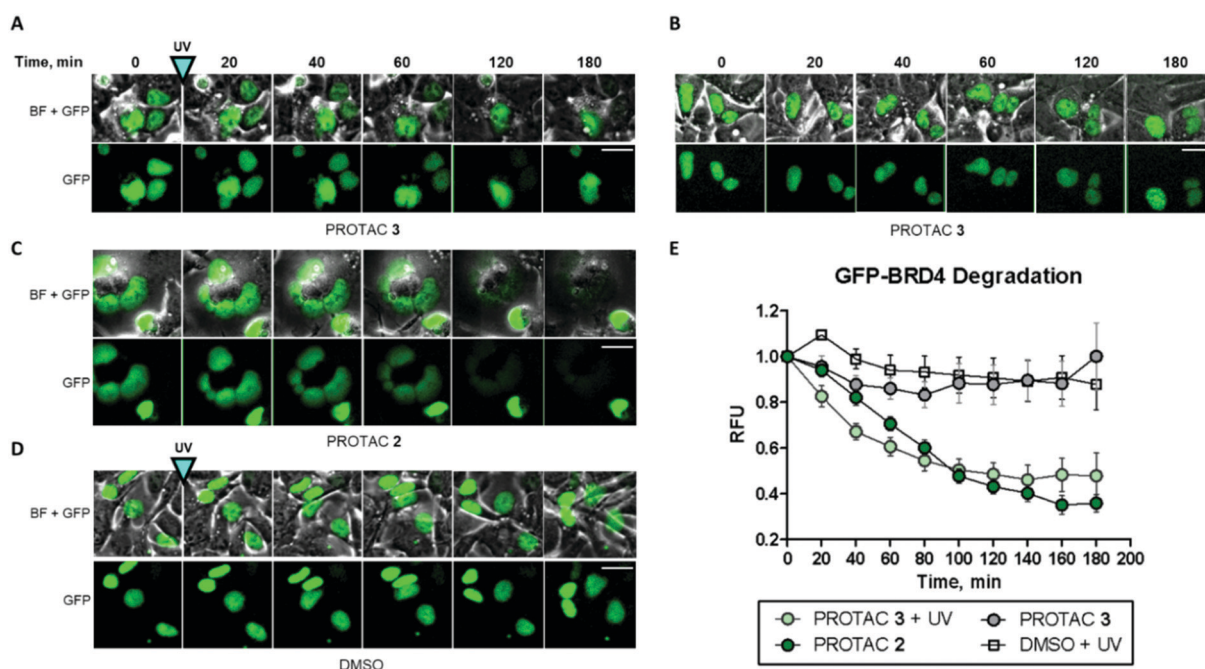 A
UV
Time, min 0 20 40 60 120 180
BF + GFP
GFP
PROTAC 3
B
0 20 40 60 120 180
PROTAC 3
C
BF + GFP
GFP
PROTAC 2
D
UV
BF + GFP
GFP
DMSO
E
GFP-BRD4 Degradation
1.2
1.0
0.8
0.6
0.4
0.2
RFU
0 20 40 60 80 100 120 140 160 180 200
Time, min
PROTAC 3 + UV PROTAC 3
PROTAC 2 DMSO + UV